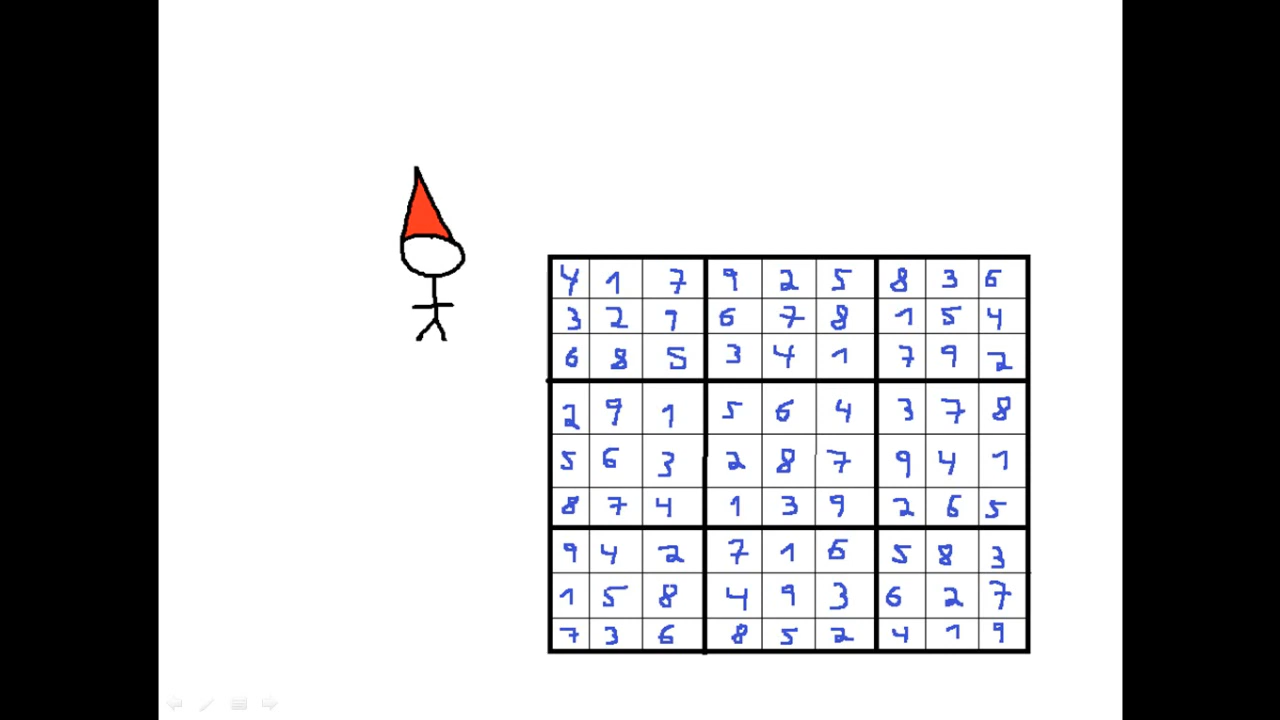 4 1 7 9 2 5 8 3 6
3 2 9 6 7 8 1 5 4
6 8 5 3 4 1 7 9 2
2 9 1 5 6 4 3 7 8
5 6 3 2 8 7 9 4 1
8 7 4 1 3 9 2 6 5
9 4 2 7 1 6 5 8 3
1 5 8 4 9 3 6 2 7
7 3 6 8 5 2 4 1 9